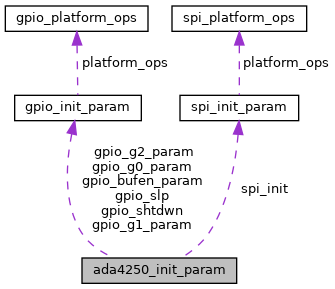 gpio_platform_ops
spi_platform_ops
platform_ops
platform_ops
gpio_init_param
spi_init_param
gpio_g2_param
gpio_g0_param
gpio_bufen_param
gpio_slp
gpio_shtdwn
gpio_g1_param
spi_init
ada4250_init_param